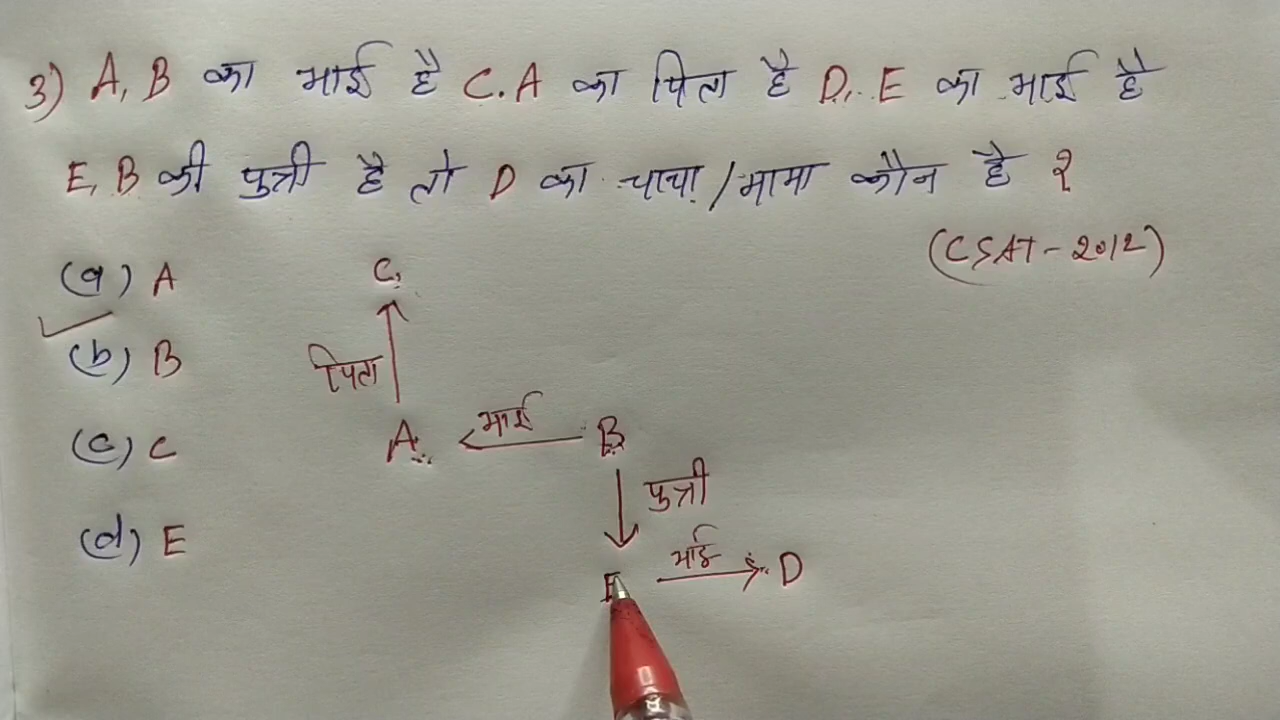 3) A, B का भाई है C. A का पिता है D, E का भाई है
E, B की पुत्री है तो D का चाचा/मामा कौन है ?
(CSAT-2012)
(a) A
(b) B
(c) C
(d) E
C
पिता
A भाई B
पुत्री
E भाई D